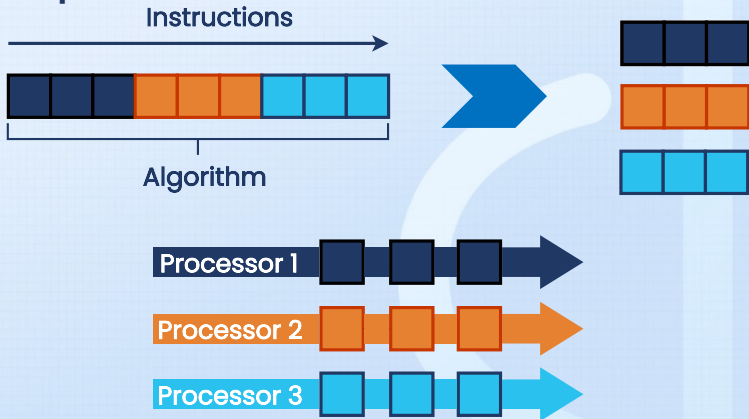 Instructions
Algorithm
Processor 1
Processor 2
Processor 3